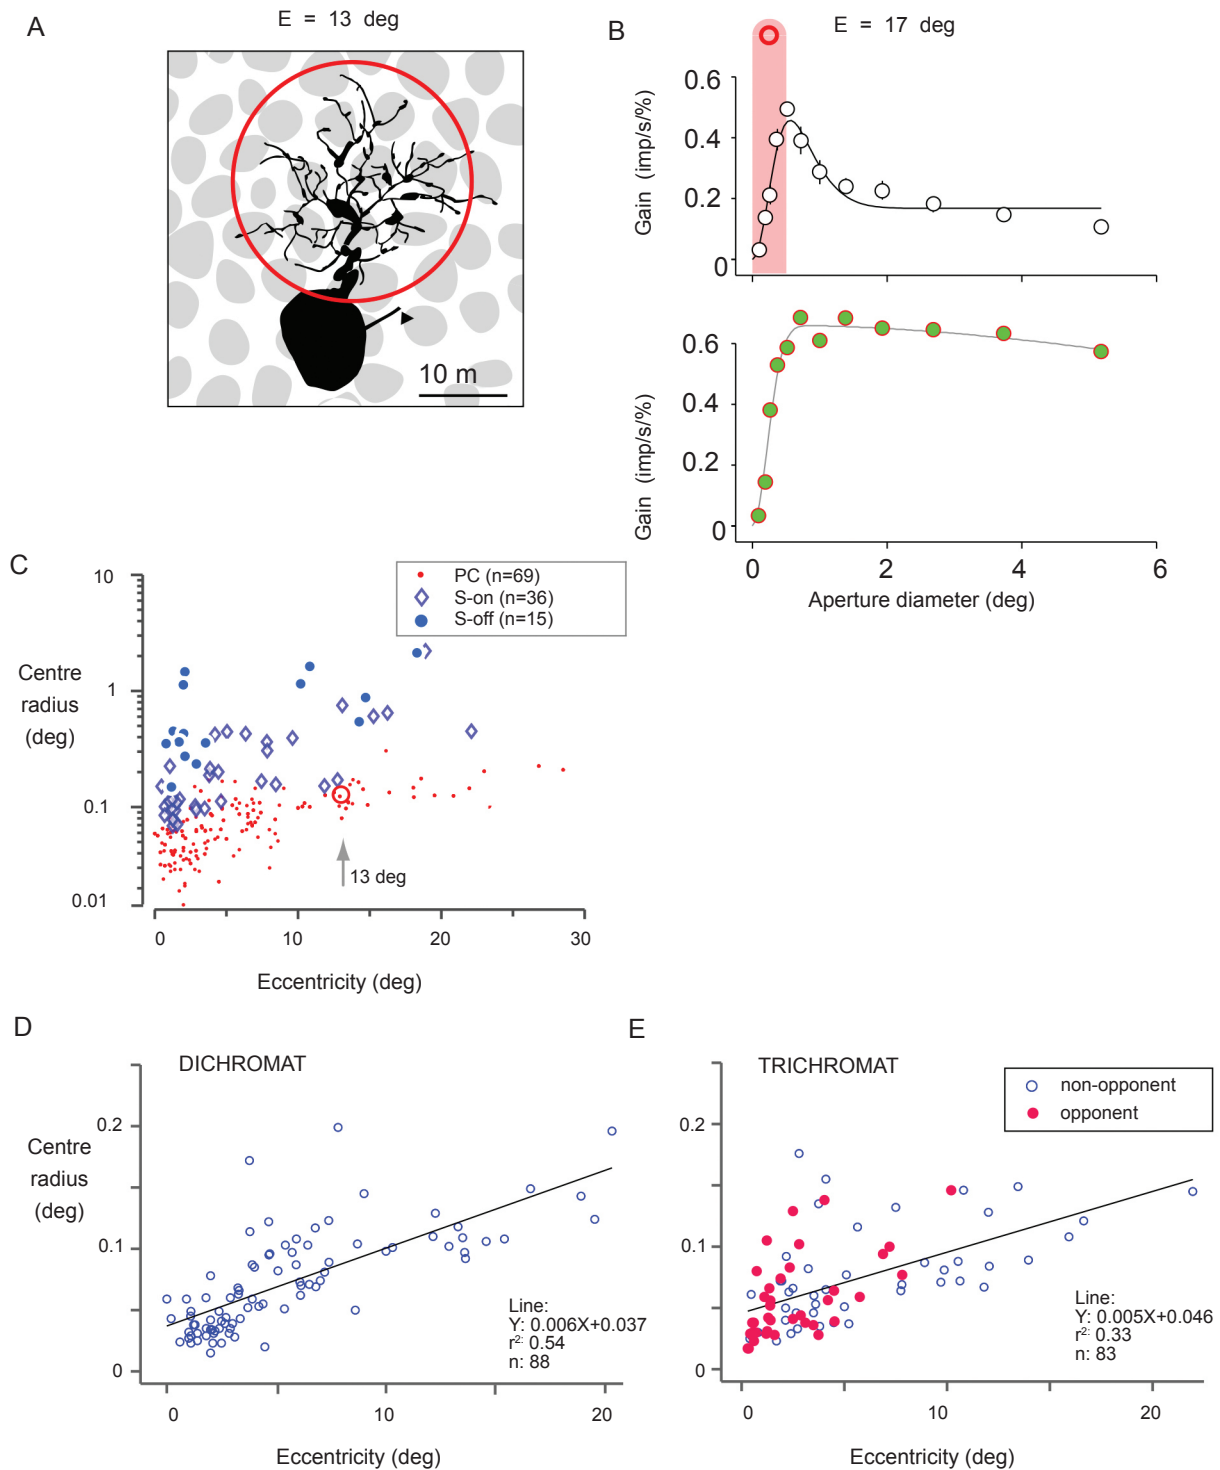 A
E = 13 deg
10 m
B
E = 17 deg
Gain (imp/s/%)
0.6
0.4
0.2
0
Gain (imp/s/%)
0.6
0.4
0.2
0
0 2 4 6
Aperture diameter (deg)
C
PC (n=69)
S-on (n=36)
S-off (n=15)
Centre
radius
(deg)
10
1
0.1
0.01
13 deg
0 10 20 30
Eccentricity (deg)
D
DICHROMAT
Centre
radius
(deg)
0.2
0.1
0
Line:
Y: 0.006X+0.037
r2: 0.54
n: 88
0 10 20
Eccentricity (deg)
E
TRICHROMAT
non-opponent
opponent
0.2
0.1
0
Line:
Y: 0.005X+0.046
r2: 0.33
n: 83
0 10 20
Eccentricity (deg)